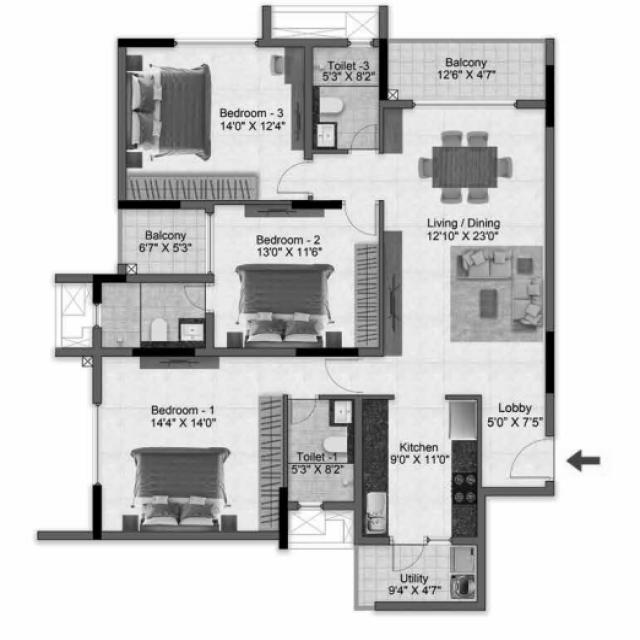 Toilet -3
5'3" X 8'2"
Balcony
12'6" X 4'7"
Bedroom - 3
14'0" X 12'4"
Living / Dining
12'10" X 23'0"
Balcony
6'7" X 5'3"
Bedroom - 2
13'0" X 11'6"
Bedroom - 1
14'4" X 14'0"
Lobby
5'0" X 7'5"
Kitchen
9'0" X 11'0"
Toilet -1
5'3" X 8'2"
Utility
9'4" X 4'7"